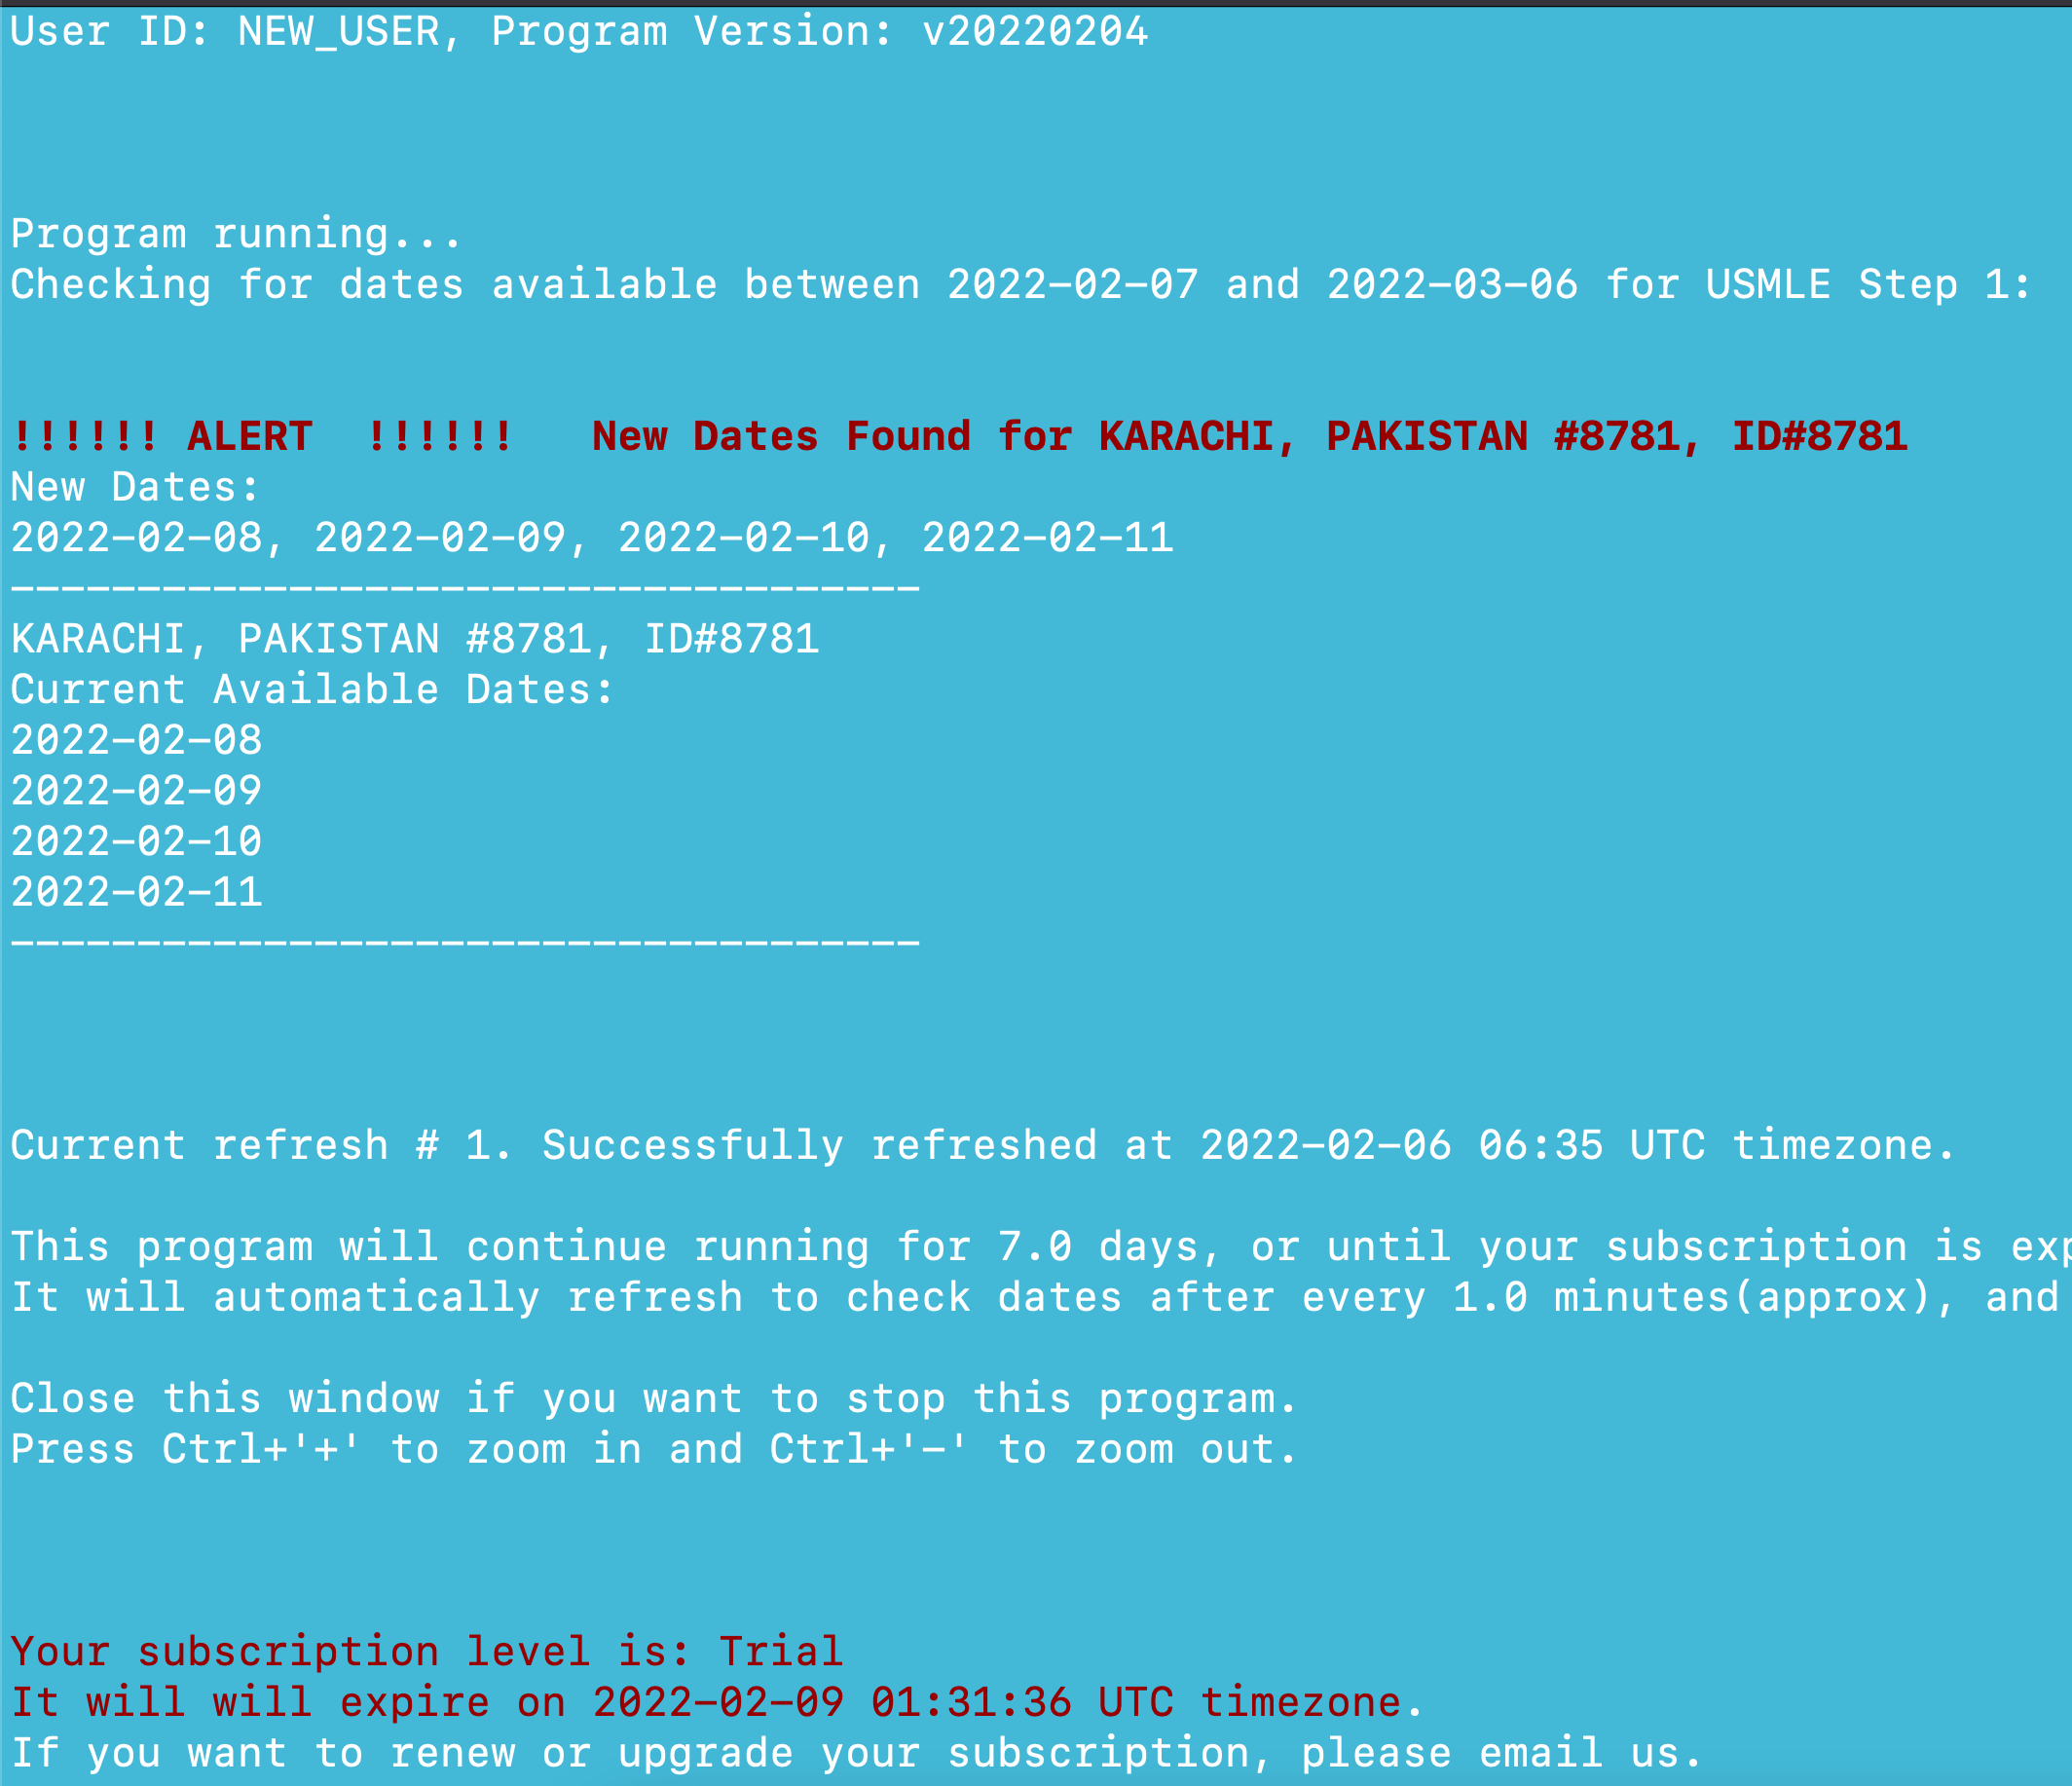 User ID: NEW_USER, Program Version: v20220204
Program running...
Checking for dates available between 2022-02-07 and 2022-03-06 for USMLE Step 1:
!!!!!! ALERT  !!!!!!   New Dates Found for KARACHI, PAKISTAN #8781, ID#8781
New Dates:
2022-02-08, 2022-02-09, 2022-02-10, 2022-02-11
------------------------------------
KARACHI, PAKISTAN #8781, ID#8781
Current Available Dates:
2022-02-08
2022-02-09
2022-02-10
2022-02-11
------------------------------------
Current refresh # 1. Successfully refreshed at 2022-02-06 06:35 UTC timezone.
This program will continue running for 7.0 days, or until your subscription is exp
It will automatically refresh to check dates after every 1.0 minutes(approx), and
Close this window if you want to stop this program.
Press Ctrl+'+' to zoom in and Ctrl+'-' to zoom out.
Your subscription level is: Trial
It will will expire on 2022-02-09 01:31:36 UTC timezone.
If you want to renew or upgrade your subscription, please email us.